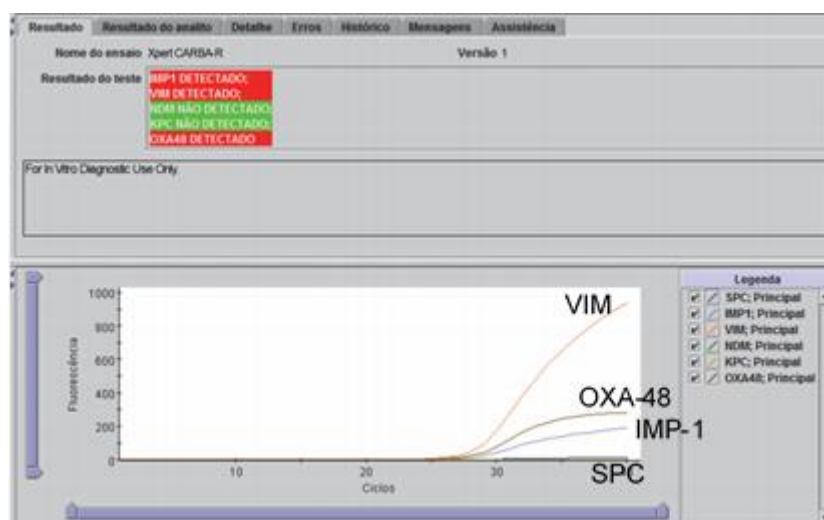 Resultado Resultado do analito Detalhe Erros Histórico Mensagens Assistência
Nome do ensaio Xpert CARBA-R Versão 1
Resultado do teste IMP1 DETECTADO;
VIM DETECTADO;
NDM NÃO DETECTADO;
KPC NÃO DETECTADO;
OXA48 DETECTADO
For In Vitro Diagnostic Use Only.
Legenda
SPC; Principal
IMP1; Principal
VIM; Principal
NDM; Principal
KPC; Principal
OXA48; Principal
1000
800
600
400
200
0
Fluorescência
10 20 30
Ciclos
VIM
OXA-48
IMP-1
SPC